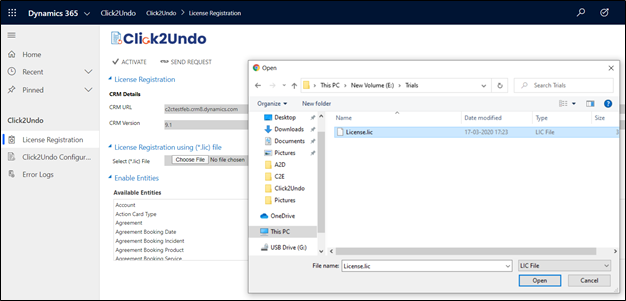 Dynamics 365
Click2Undo
Click2Undo > License Registration
Click2Undo
ACTIVATE
SEND REQUEST
License Registration
CRM Details
CRM URL
c2ctestfeb.crm8.dynamics.com
CRM Version
9.1
License Registration using (*.lic) file
Select (*.lic) File
Choose File
No file chosen
Enable Entities
Available Entities
Account
Action Card Type
Agreement
Agreement Booking Date
Agreement Booking Incident
Agreement Booking Product
Agreement Booking Service
Home
Recent
Pinned
Click2Undo
License Registration
Click2Undo Configur...
Error Logs
Open
This PC > New Volume (E:) > Trials
Search Trials
Organize
New folder
Desktop
Downloads
Documents
Pictures
A2D
C2E
Click2Undo
Pictures
OneDrive
This PC
USB Drive (G:)
Name
Date modified
Type
Size
License.lic
17-03-2020 17:23
LIC File
File name:
License.lic
LIC File
Open
Cancel